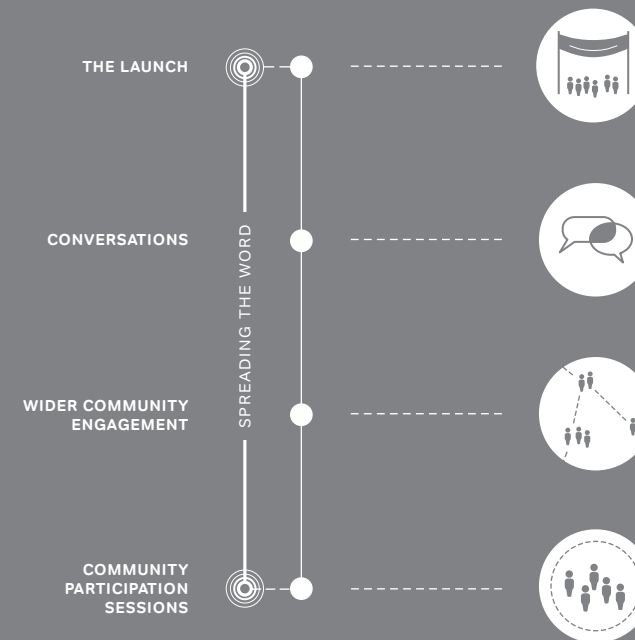 THE LAUNCH
CONVERSATIONS
SPREADING THE WORD
WIDER COMMUNITY
ENGAGEMENT
COMMUNITY
PARTICIPATION
SESSIONS